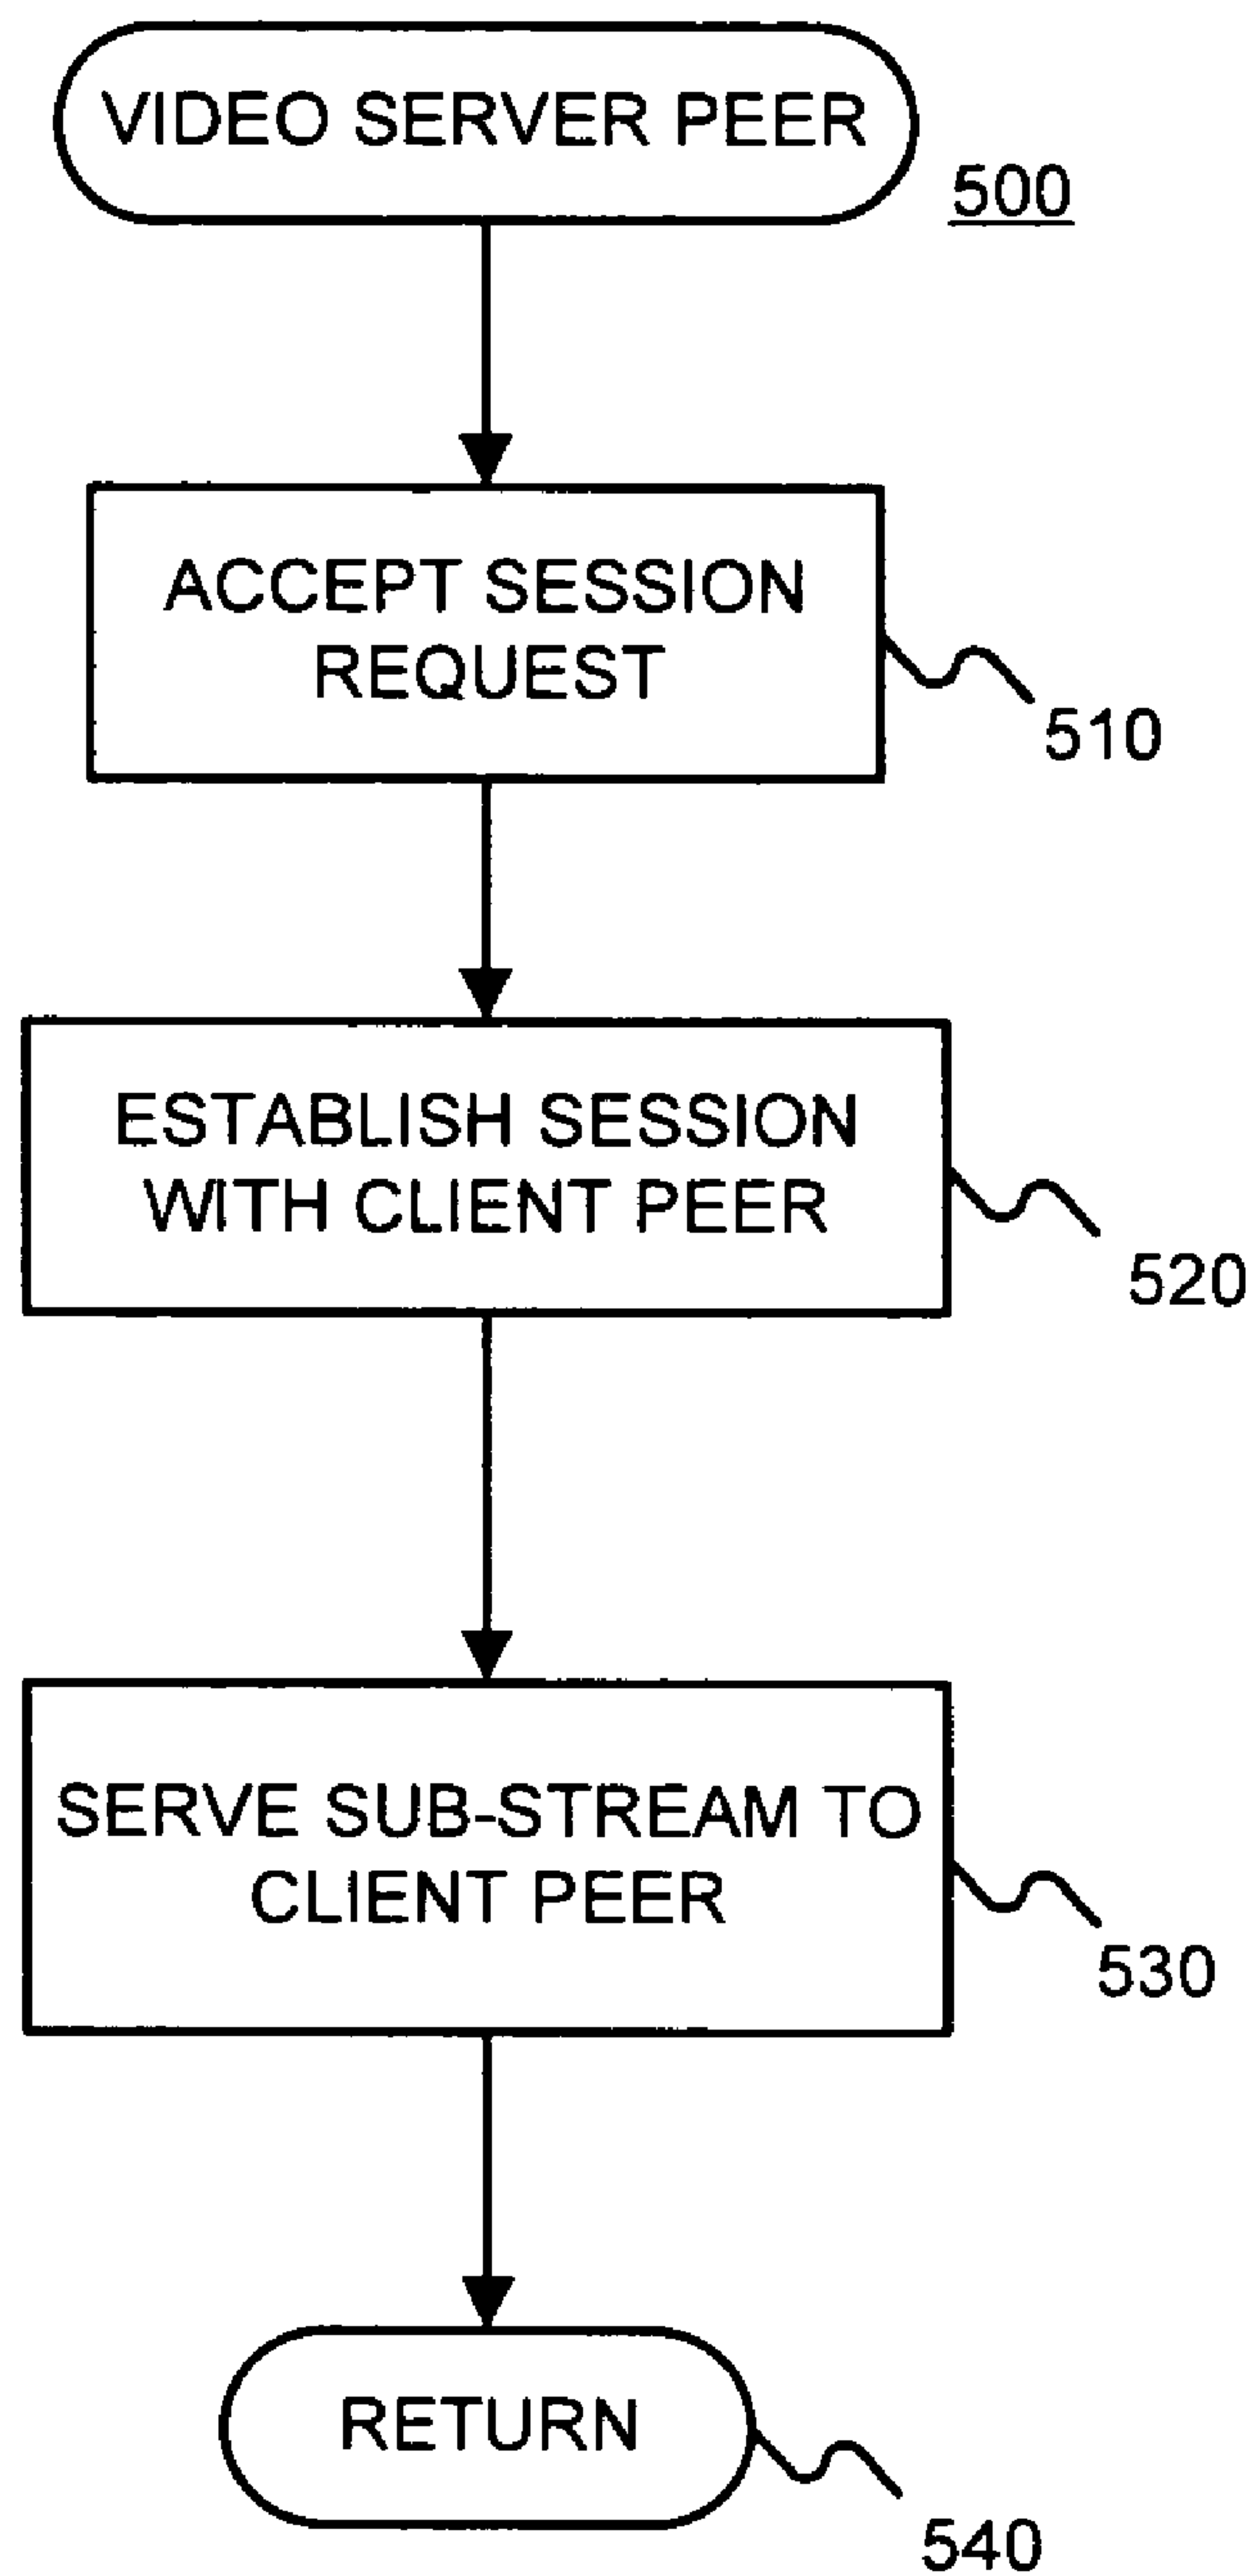 VIDEO SERVER PEER
500
ACCEPT SESSION
REQUEST
510
ESTABLISH SESSION
WITH CLIENT PEER
520
SERVE SUB-STREAM TO
CLIENT PEER
530
RETURN
540